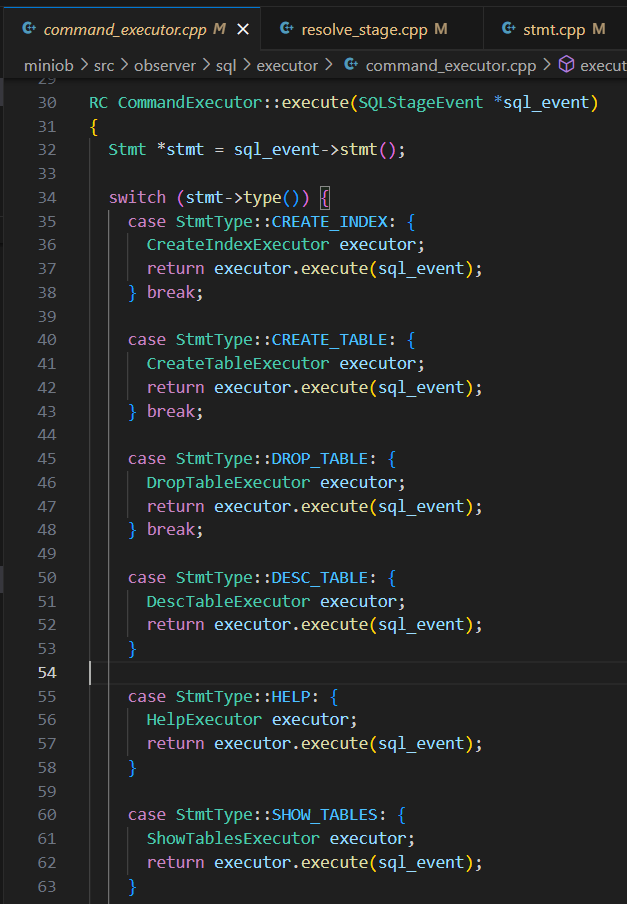 command_executor.cpp M
resolve_stage.cpp M
stmt.cpp M
miniob > src > observer > sql > executor > command_executor.cpp > execut
29
30 RC CommandExecutor::execute(SQLStageEvent *sql_event)
31 {
32   Stmt *stmt = sql_event->stmt();
33
34   switch (stmt->type()) {
35     case StmtType::CREATE_INDEX: {
36       CreateIndexExecutor executor;
37       return executor.execute(sql_event);
38     } break;
39
40     case StmtType::CREATE_TABLE: {
41       CreateTableExecutor executor;
42       return executor.execute(sql_event);
43     } break;
44
45     case StmtType::DROP_TABLE: {
46       DropTableExecutor executor;
47       return executor.execute(sql_event);
48     } break;
49
50     case StmtType::DESC_TABLE: {
51       DescTableExecutor executor;
52       return executor.execute(sql_event);
53     }
54
55     case StmtType::HELP: {
56       HelpExecutor executor;
57       return executor.execute(sql_event);
58     }
59
60     case StmtType::SHOW_TABLES: {
61       ShowTablesExecutor executor;
62       return executor.execute(sql_event);
63     }